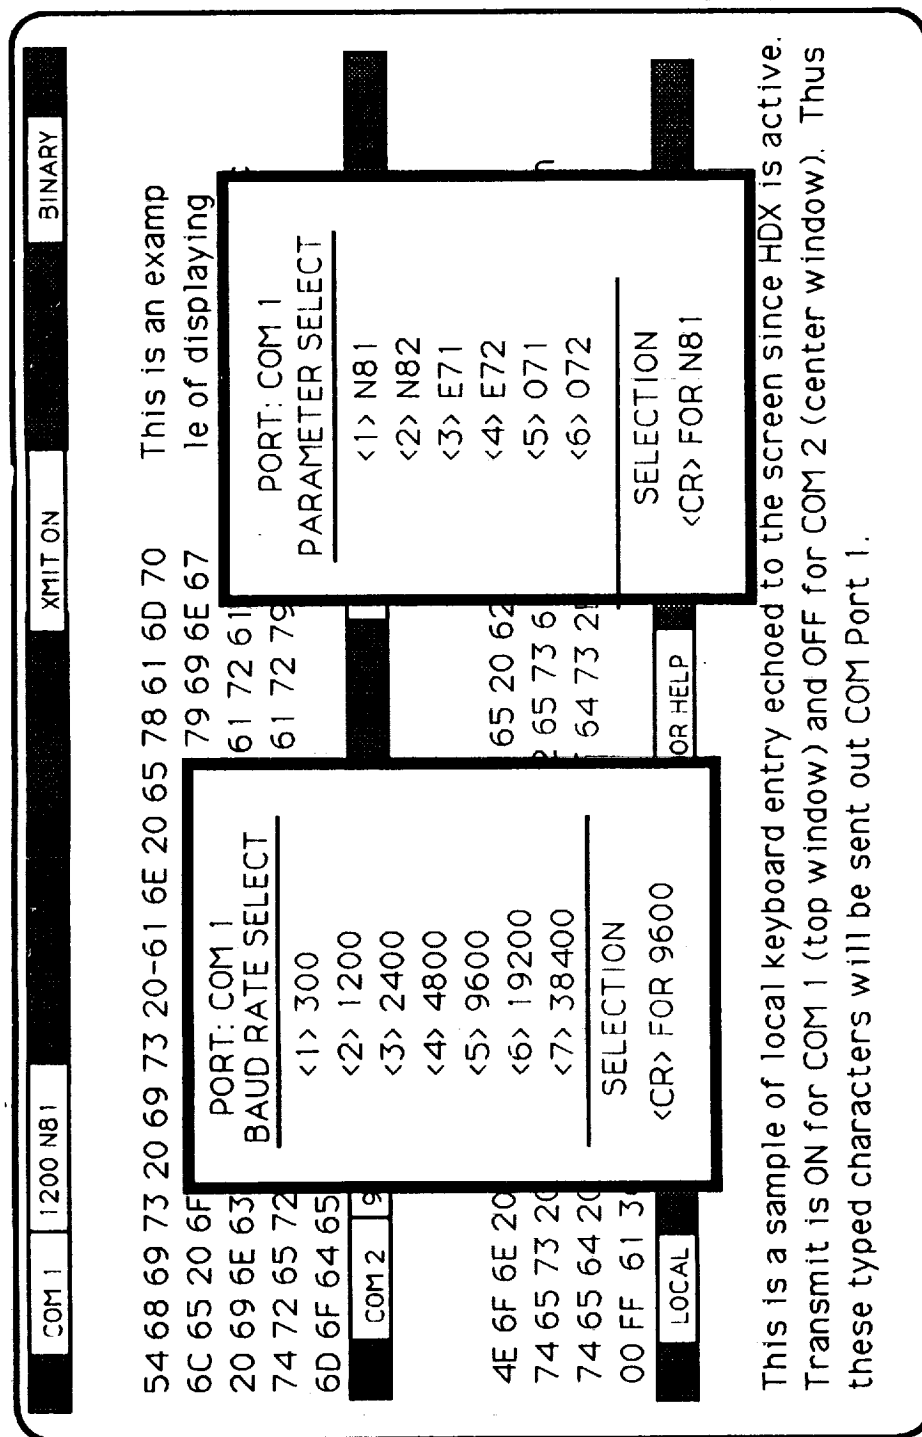 COM 1 1200 N81 XMIT ON BINARY
54 68 69 73 20 69 73 20-61 6E 20 65 78 61 6D 70 This is an examp
6C 65 20 6F 79 69 6E 67 le of displaying
20 69 6E 63 61 72 61
74 72 65 72 61 72 79
6D 6F 64 65
COM 2 9
PORT: COM 1
BAUD RATE SELECT
<1> 300
<2> 1200
<3> 2400
<4> 4800
<5> 9600
<6> 19200
<7> 38400
SELECTION
<CR> FOR 9600
PORT: COM 1
PARAMETER SELECT
<1> N81
<2> N82
<3> E71
<4> E72
<5> O71
<6> O72
SELECTION
<CR> FOR N81
4E 6F 6E 20 65 20 62
74 65 73 20 65 73 6
74 65 64 20 64 73 2
00 FF 61
LOCAL OR HELP
This is a sample of local keyboard entry echoed to the screen since HDX is active.
Transmit is ON for COM 1 (top window) and OFF for COM 2 (center window). Thus
these typed characters will be sent out COM Port 1.